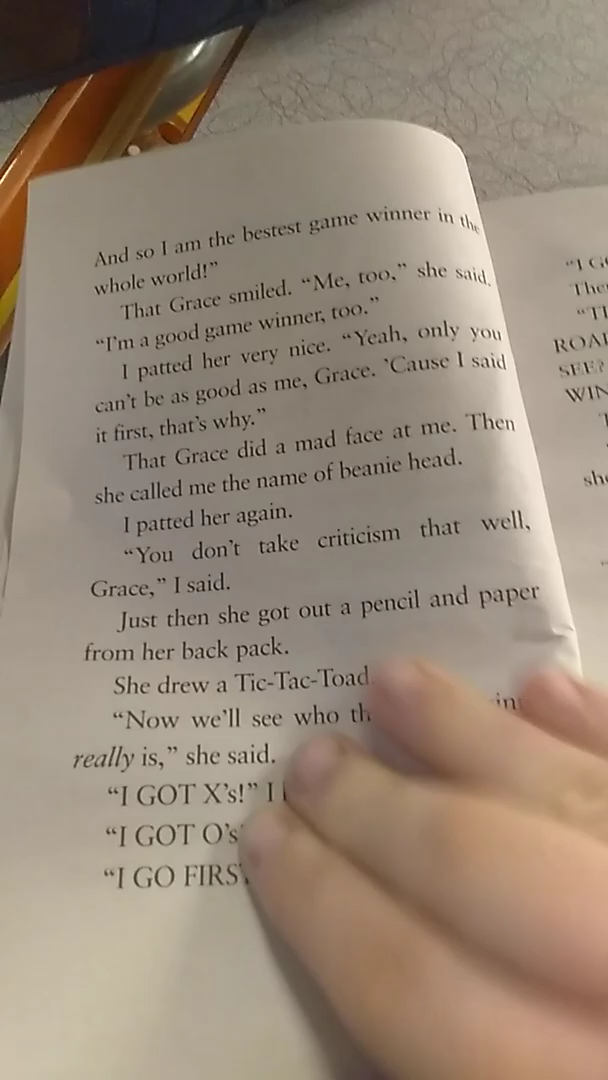 And so I am the bestest game winner in the
whole world!”
That Grace smiled. “Me, too,” she said.
“I’m a good game winner, too.”
I patted her very nice. “Yeah, only you
can’t be as good as me, Grace. ’Cause I said
it first, that’s why.”
That Grace did a mad face at me. Then
she called me the name of beanie head.
I patted her again.
“You don’t take criticism that well,
Grace,” I said.
Just then she got out a pencil and paper
from her back pack.
She drew a Tic-Tac-Toad
“Now we’ll see who
really is,” she said.
“I GOT X’s!” I
“I GOT O’s
“I GO
“I
SEE?